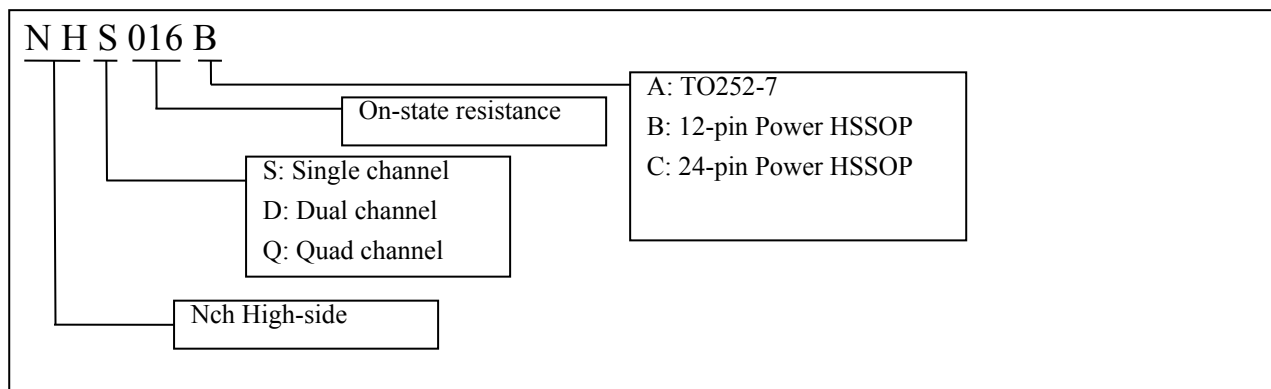 N H S 016 B
A: TO252-7
B: 12-pin Power HSSOP
C: 24-pin Power HSSOP
On-state resistance
S: Single channel
D: Dual channel
Q: Quad channel
Nch High-side